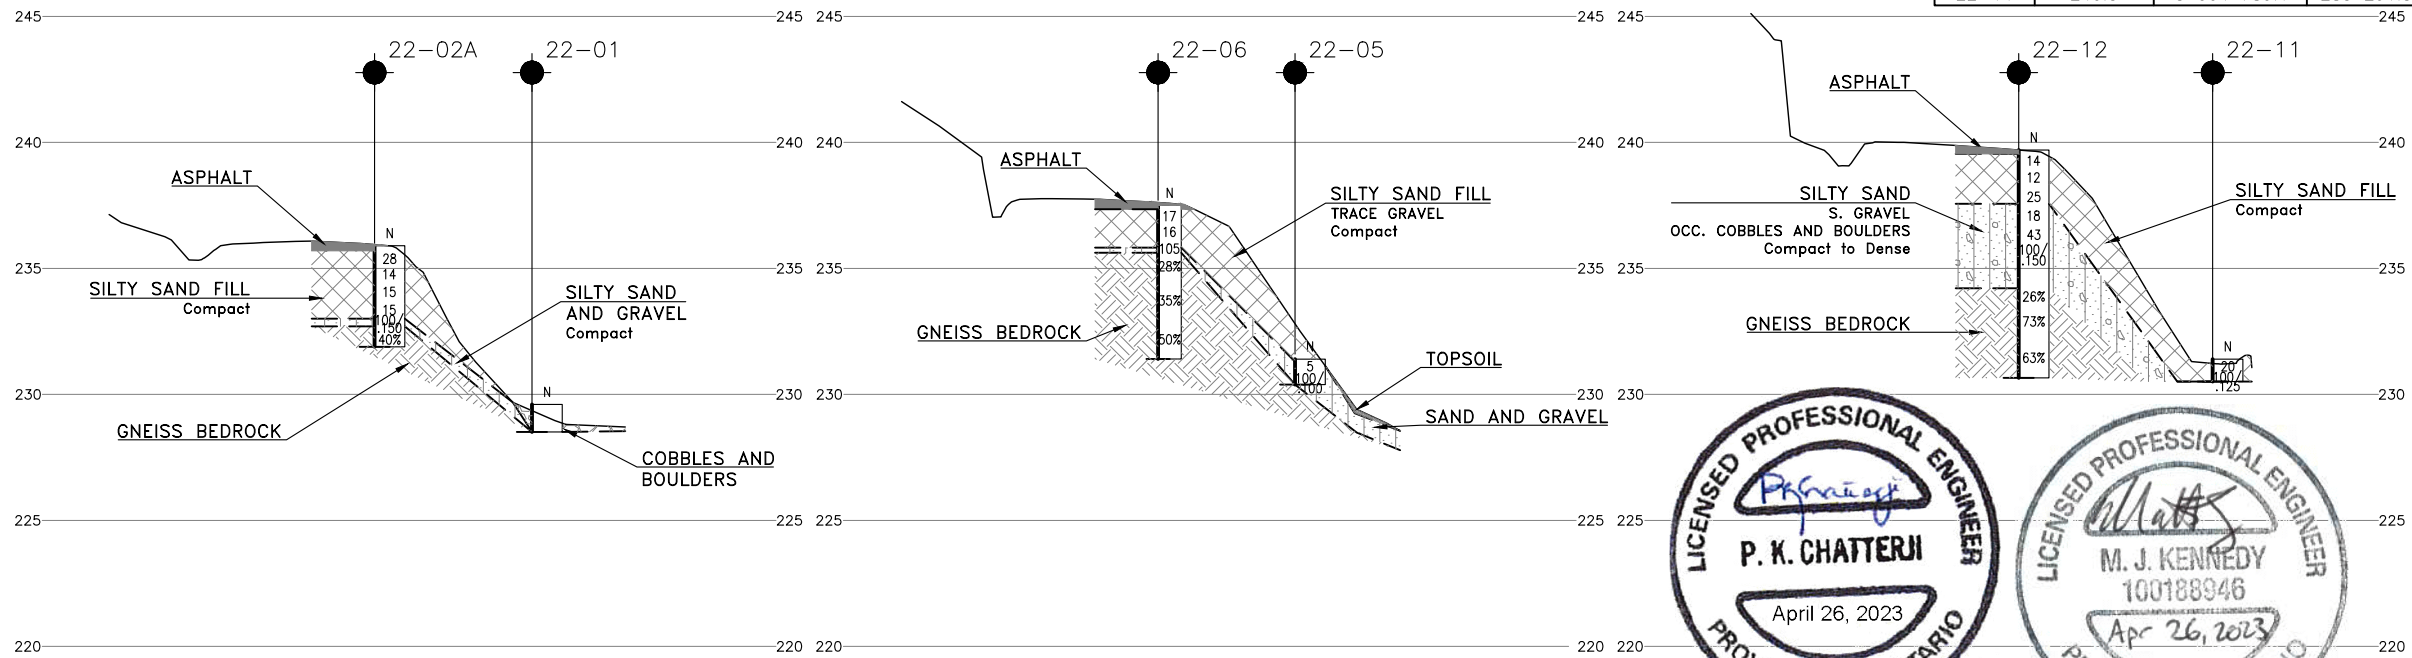 245
245
22-02A
22-01
240
240
ASPHALT
N
28
14
15
15
100/
.150
40%
235
235
SILTY SAND FILL
Compact
SILTY SAND
AND GRAVEL
Compact
GNEISS BEDROCK
N
230
230
COBBLES AND
BOULDERS
225
225
220
220
245
245
22-06
22-05
240
240
ASPHALT
N
17
16
105
28%
35%
50%
SILTY SAND FILL
TRACE GRAVEL
Compact
235
235
GNEISS BEDROCK
N
5
100/
.100
TOPSOIL
230
230
SAND AND GRAVEL
225
225
220
220
245
245
22-12
22-11
ASPHALT
240
240
N
14
12
25
18
43
100/
.150
26%
73%
63%
SILTY SAND
S. GRAVEL
OCC. COBBLES AND BOULDERS
Compact to Dense
SILTY SAND FILL
Compact
235
235
GNEISS BEDROCK
N
20
100/
.125
230
230
225
225
220
220
LICENSED PROFESSIONAL ENGINEER
P. K. CHATTERJI
April 26, 2023
LICENSED PROFESSIONAL ENGINEER
M. J. KENNEDY
100188946
Apr 26, 2023